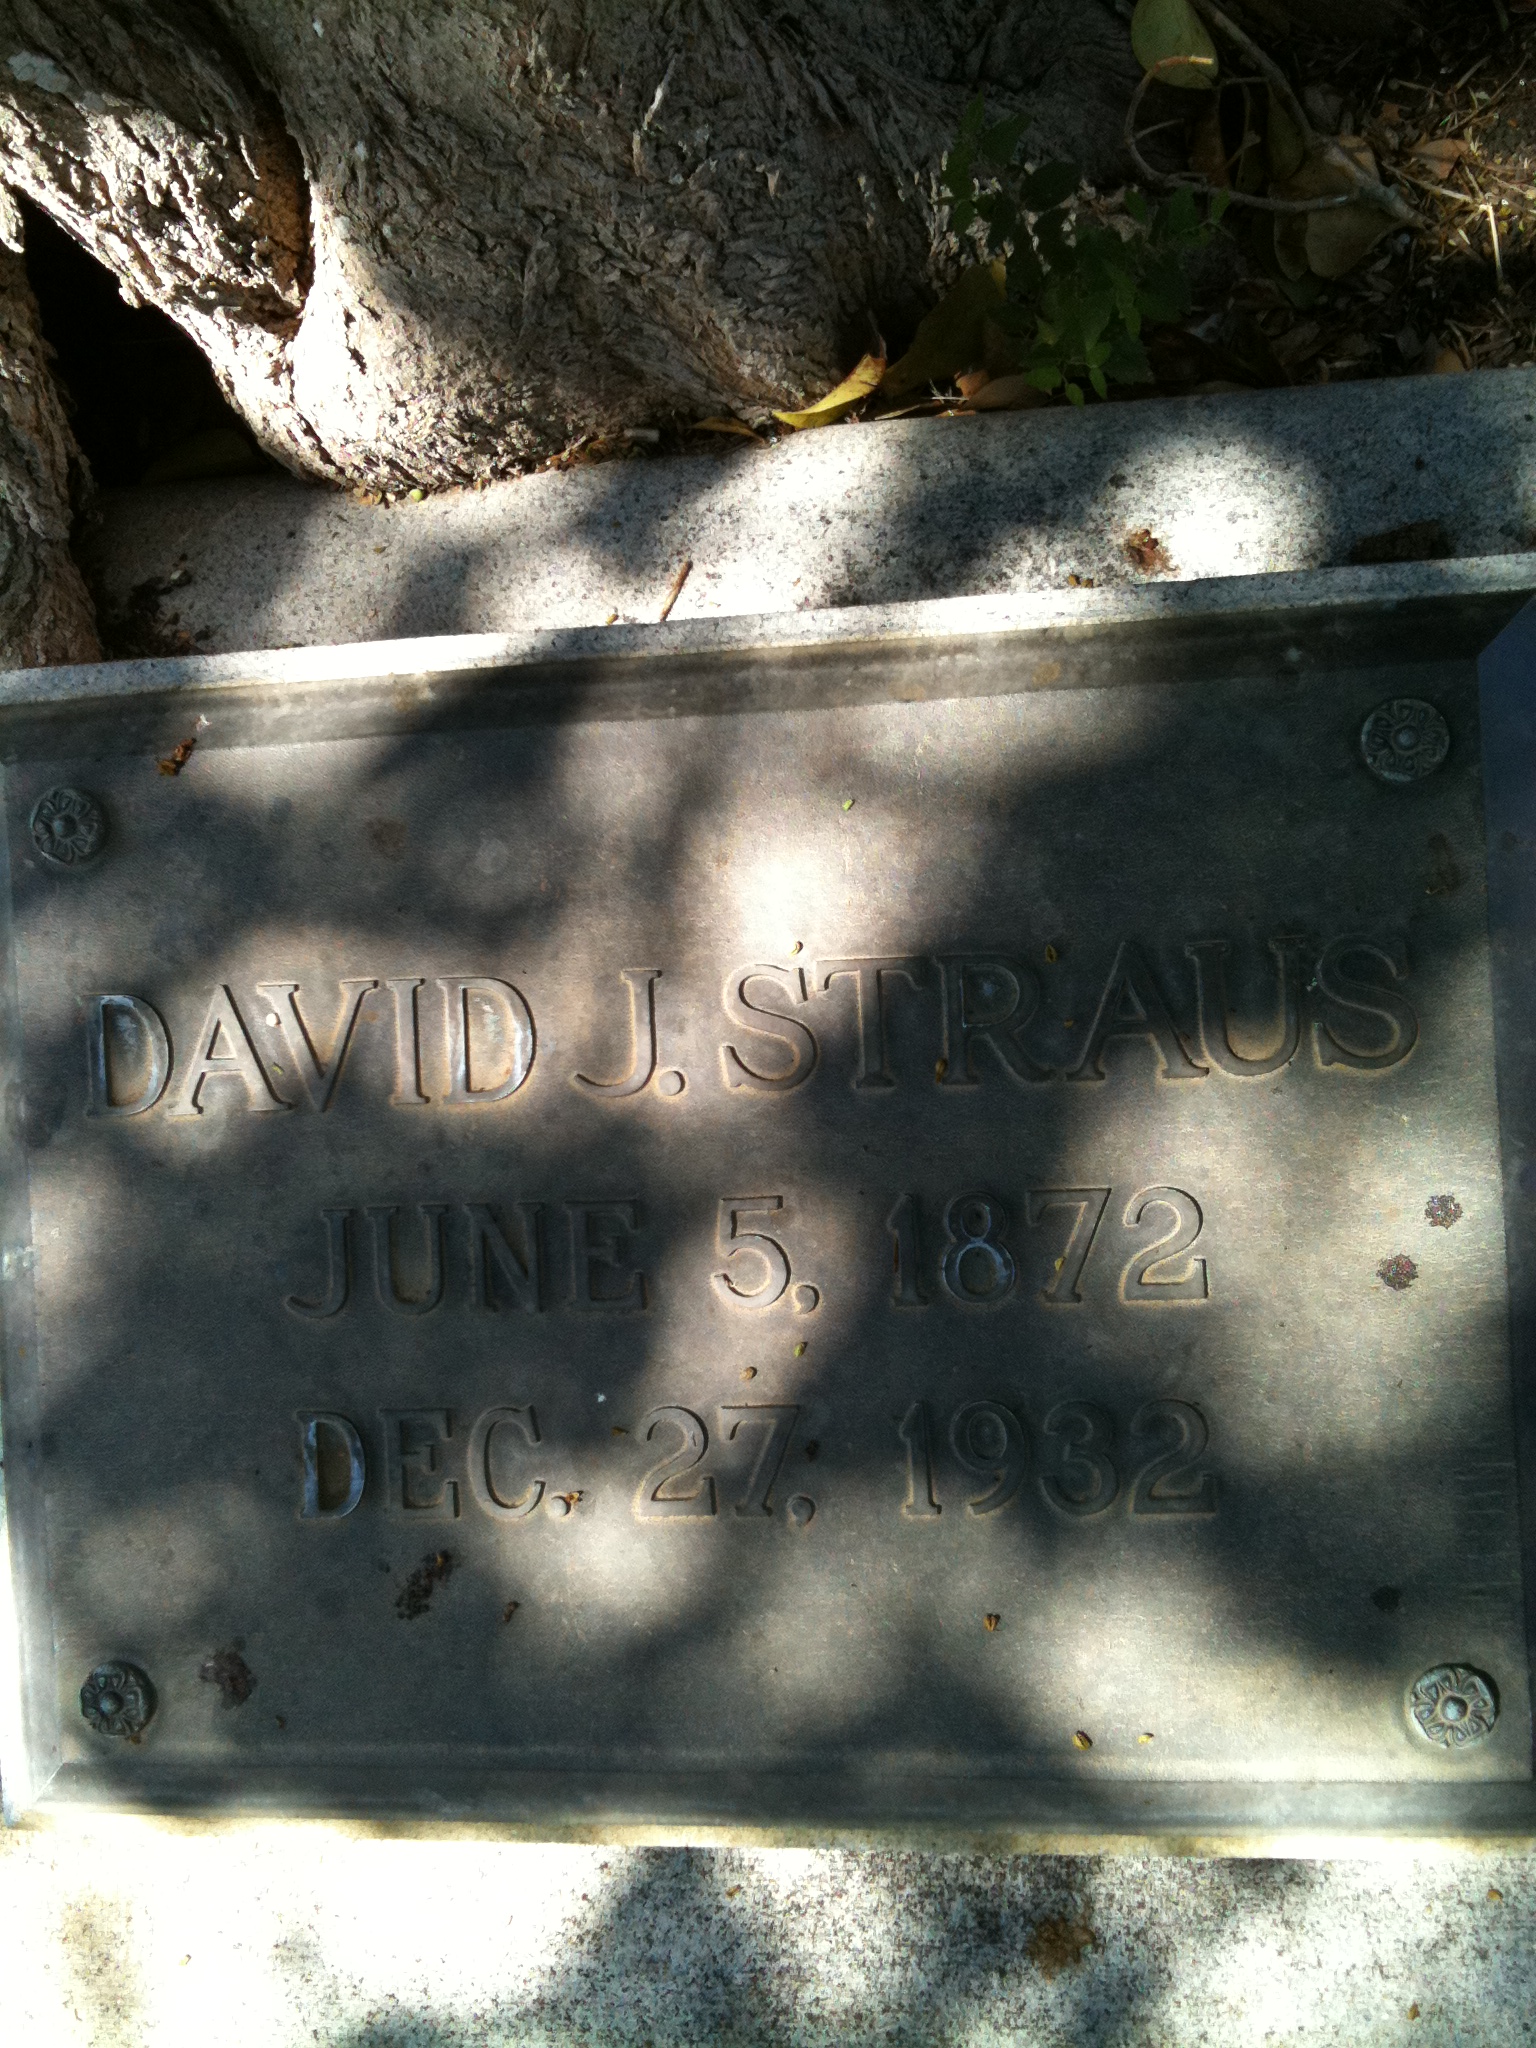 DAVID J. STRAUS
JUNE 5, 1872
DEC. 27, 1932